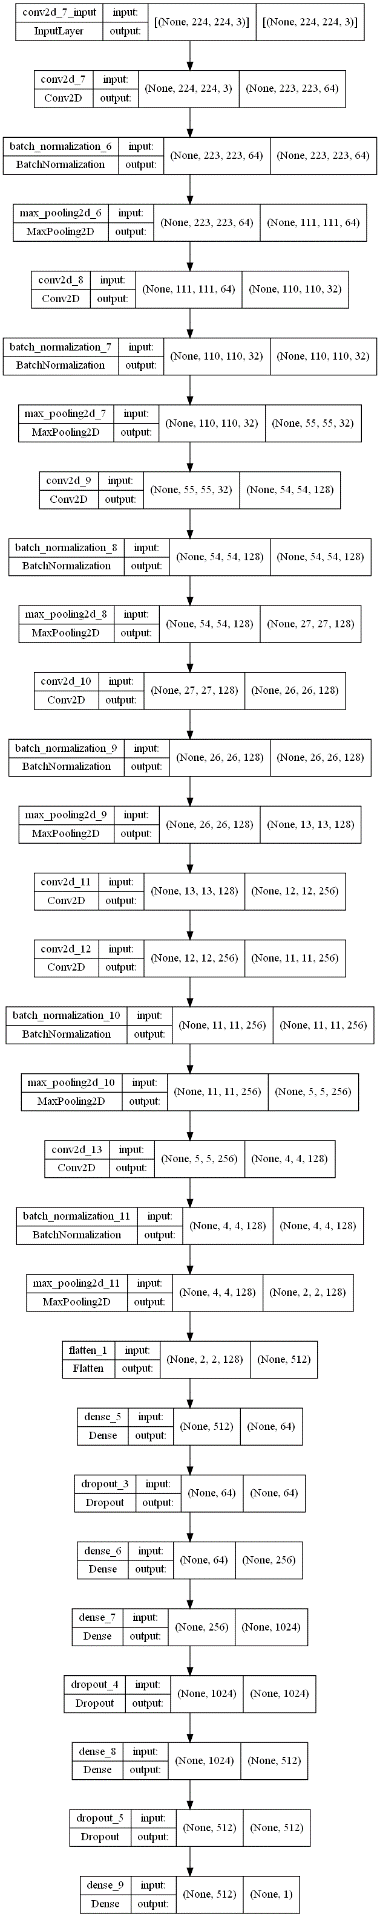 conv2d_7_input input: [(None, 224, 224, 3)] [(None, 224, 224, 3)]
InputLayer output:
conv2d_7 input: (None, 224, 224, 3) (None, 223, 223, 64)
Conv2D output:
batch_normalization_6 input: (None, 223, 223, 64) (None, 223, 223, 64)
BatchNormalization output:
max_pooling2d_6 input: (None, 223, 223, 64) (None, 111, 111, 64)
MaxPooling2D output:
conv2d_8 input: (None, 111, 111, 64) (None, 110, 110, 32)
Conv2D output:
batch_normalization_7 input: (None, 110, 110, 32) (None, 110, 110, 32)
BatchNormalization output:
max_pooling2d_7 input: (None, 110, 110, 32) (None, 55, 55, 32)
MaxPooling2D output:
conv2d_9 input: (None, 55, 55, 32) (None, 54, 54, 128)
Conv2D output:
batch_normalization_8 input: (None, 54, 54, 128) (None, 54, 54, 128)
BatchNormalization output:
max_pooling2d_8 input: (None, 54, 54, 128) (None, 27, 27, 128)
MaxPooling2D output:
conv2d_10 input: (None, 27, 27, 128) (None, 26, 26, 128)
Conv2D output:
batch_normalization_9 input: (None, 26, 26, 128) (None, 26, 26, 128)
BatchNormalization output:
max_pooling2d_9 input: (None, 26, 26, 128) (None, 13, 13, 128)
MaxPooling2D output:
conv2d_11 input: (None, 13, 13, 128) (None, 12, 12, 256)
Conv2D output:
conv2d_12 input: (None, 12, 12, 256) (None, 11, 11, 256)
Conv2D output:
batch_normalization_10 input: (None, 11, 11, 256) (None, 11, 11, 256)
BatchNormalization output:
max_pooling2d_10 input: (None, 11, 11, 256) (None, 5, 5, 256)
MaxPooling2D output:
conv2d_13 input: (None, 5, 5, 256) (None, 4, 4, 128)
Conv2D output:
batch_normalization_11 input: (None, 4, 4, 128) (None, 4, 4, 128)
BatchNormalization output:
max_pooling2d_11 input: (None, 4, 4, 128) (None, 2, 2, 128)
MaxPooling2D output:
flatten_1 input: (None, 2, 2, 128) (None, 512)
Flatten output:
dense_5 input: (None, 512) (None, 64)
Dense output:
dropout_3 input: (None, 64) (None, 64)
Dropout output:
dense_6 input: (None, 64) (None, 256)
Dense output:
dense_7 input: (None, 256) (None, 1024)
Dense output:
dropout_4 input: (None, 1024) (None, 1024)
Dropout output:
dense_8 input: (None, 1024) (None, 512)
Dense output:
dropout_5 input: (None, 512) (None, 512)
Dropout output:
dense_9 input: (None, 512) (None, 1)
Dense output: